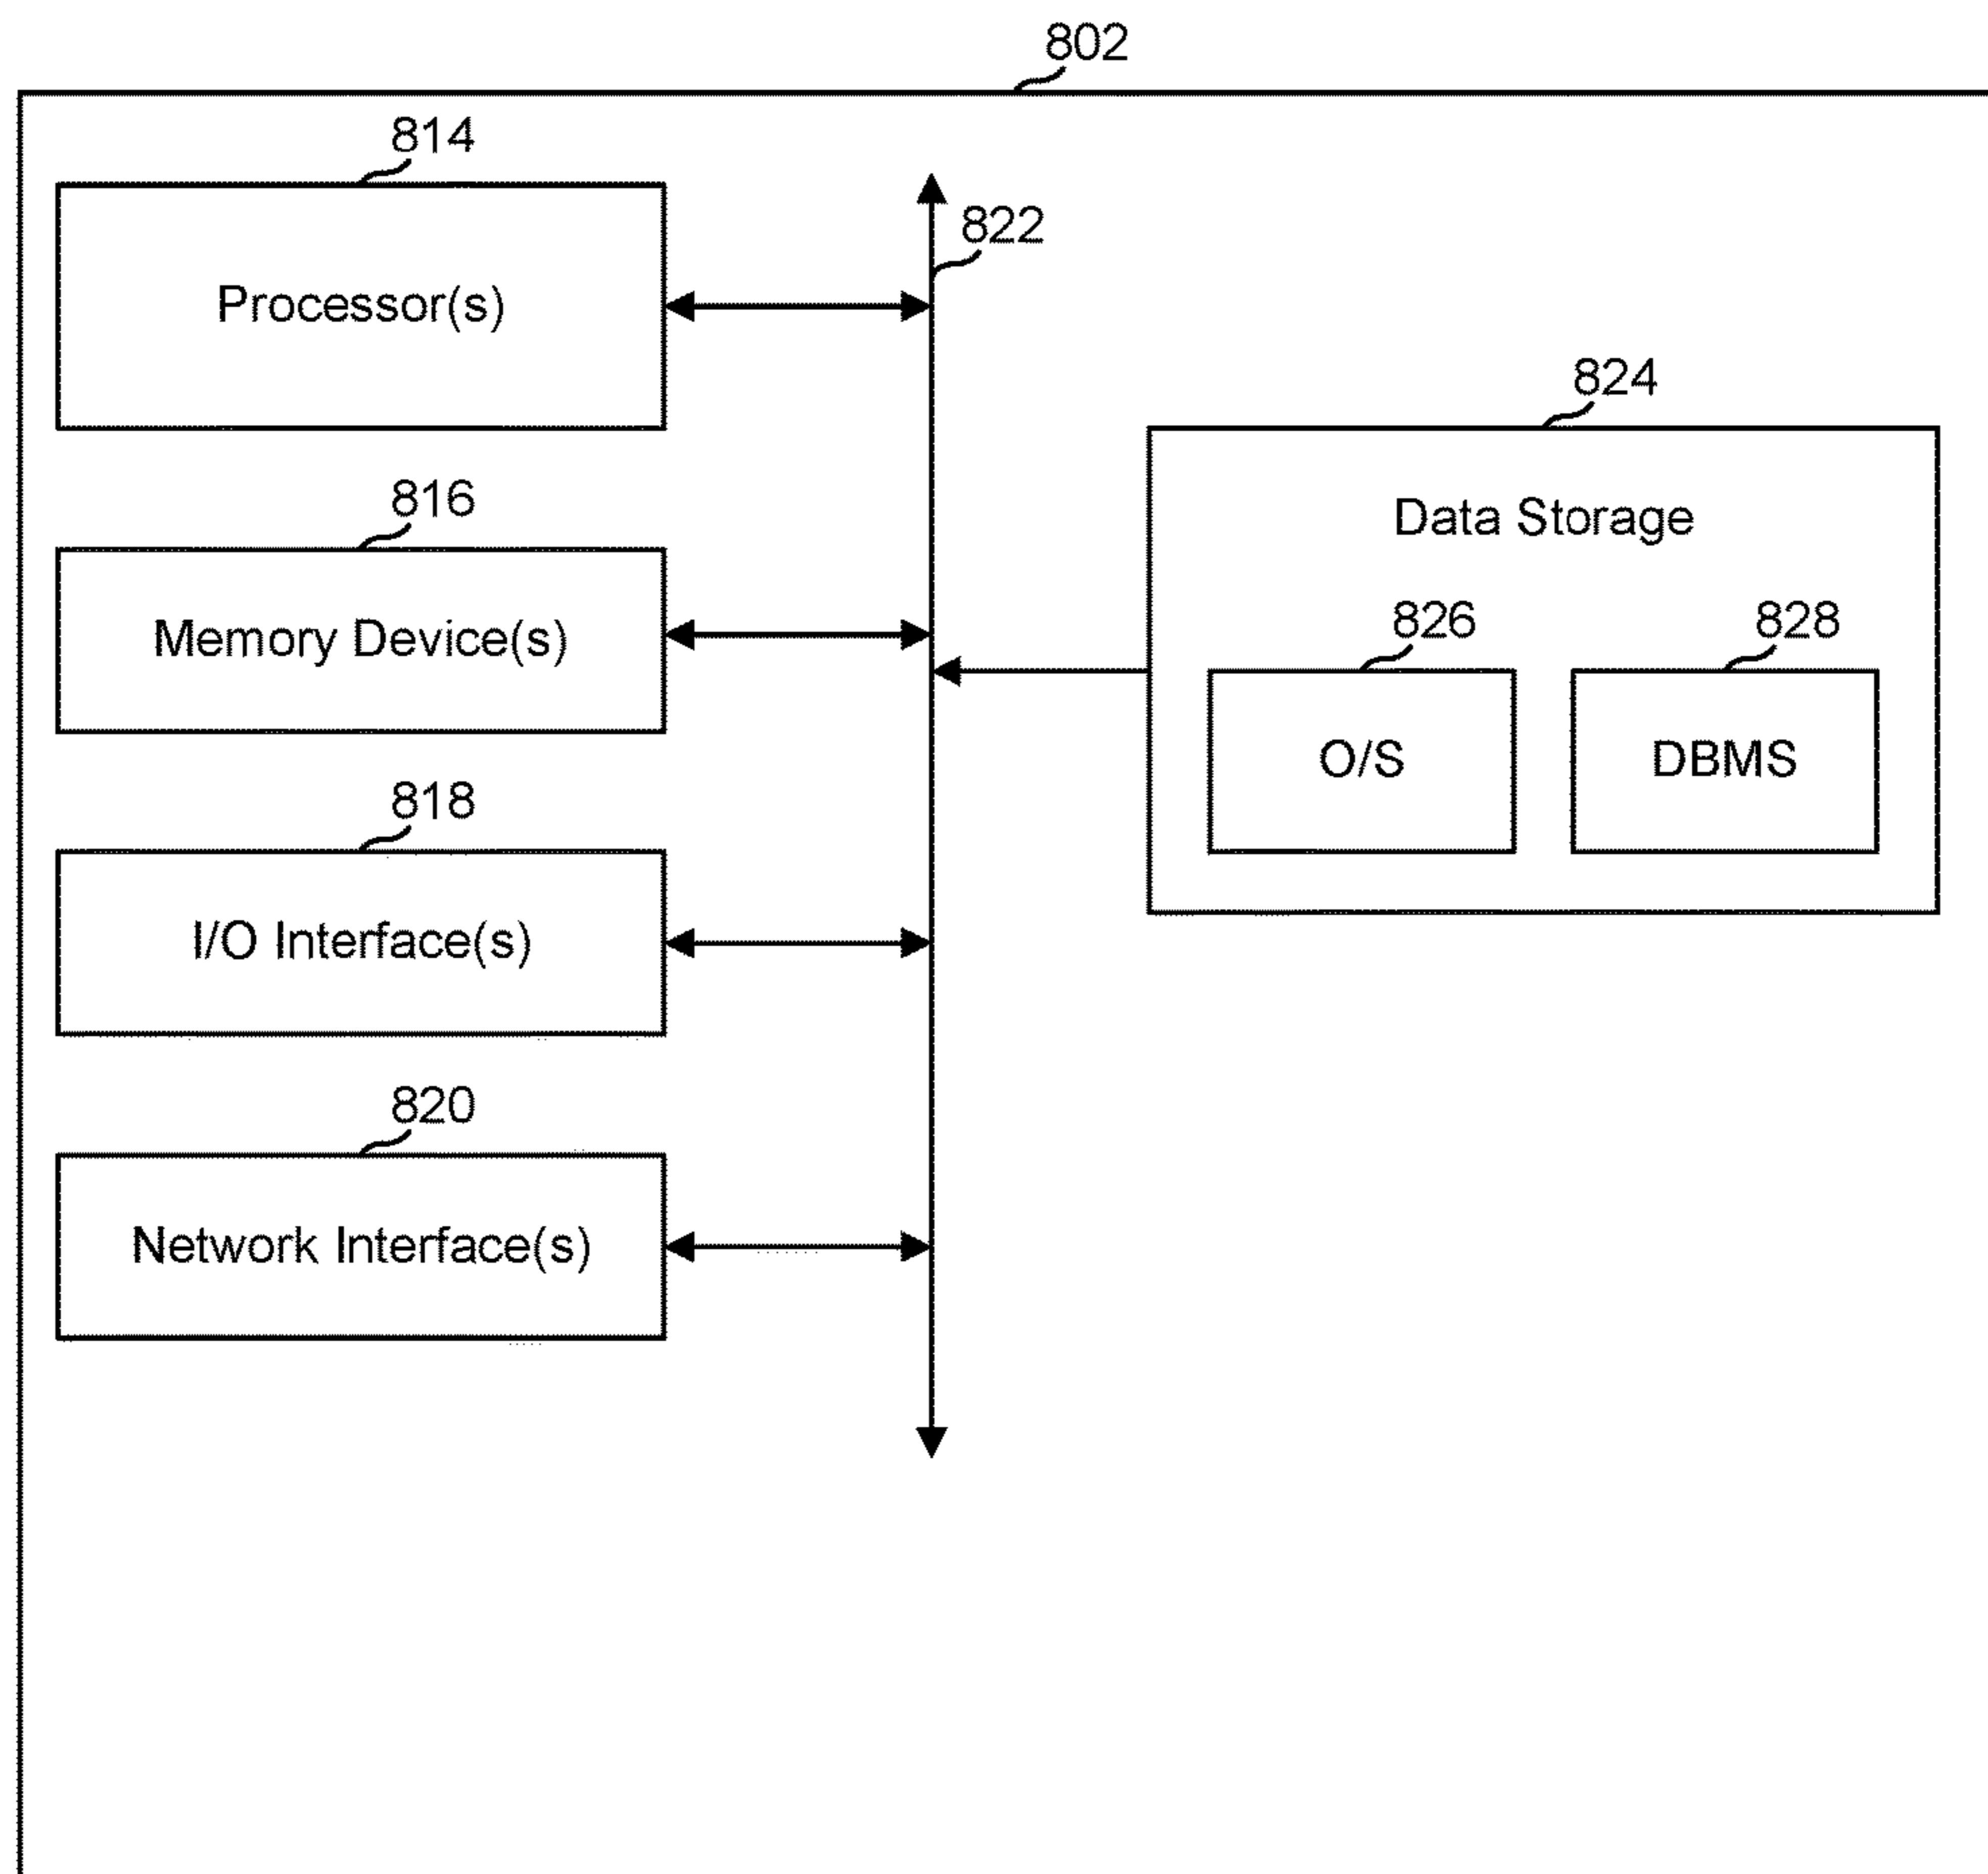 802
814
Processor(s)
822
824
Data Storage
816
Memory Device(s)
826
828
O/S
DBMS
818
I/O Interface(s)
820
Network Interface(s)